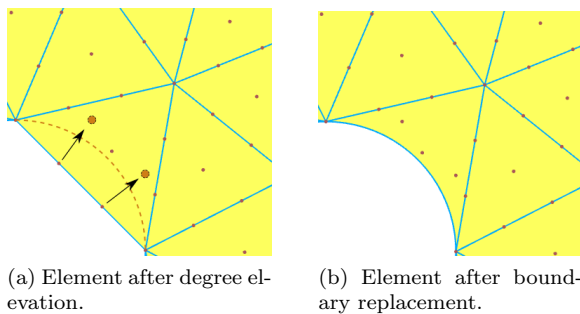 (a) Element after degree el-
evation.
(b) Element after bound-
ary replacement.